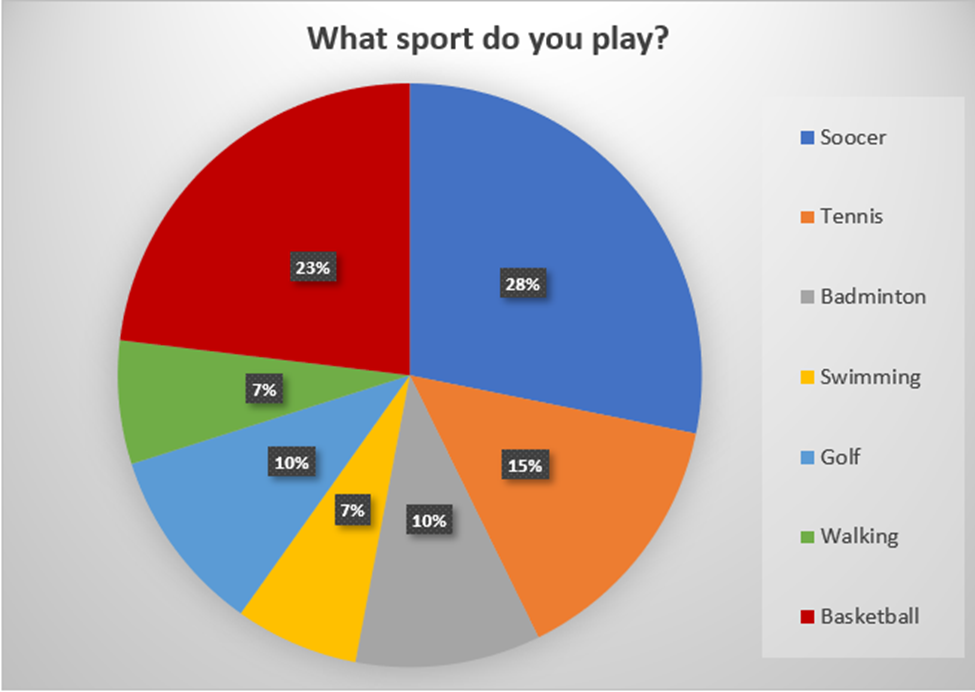 What sport do you play?
23%
28%
7%
10%
7%
10%
15%
Soocer
Tennis
Badminton
Swimming
Golf
Walking
Basketball